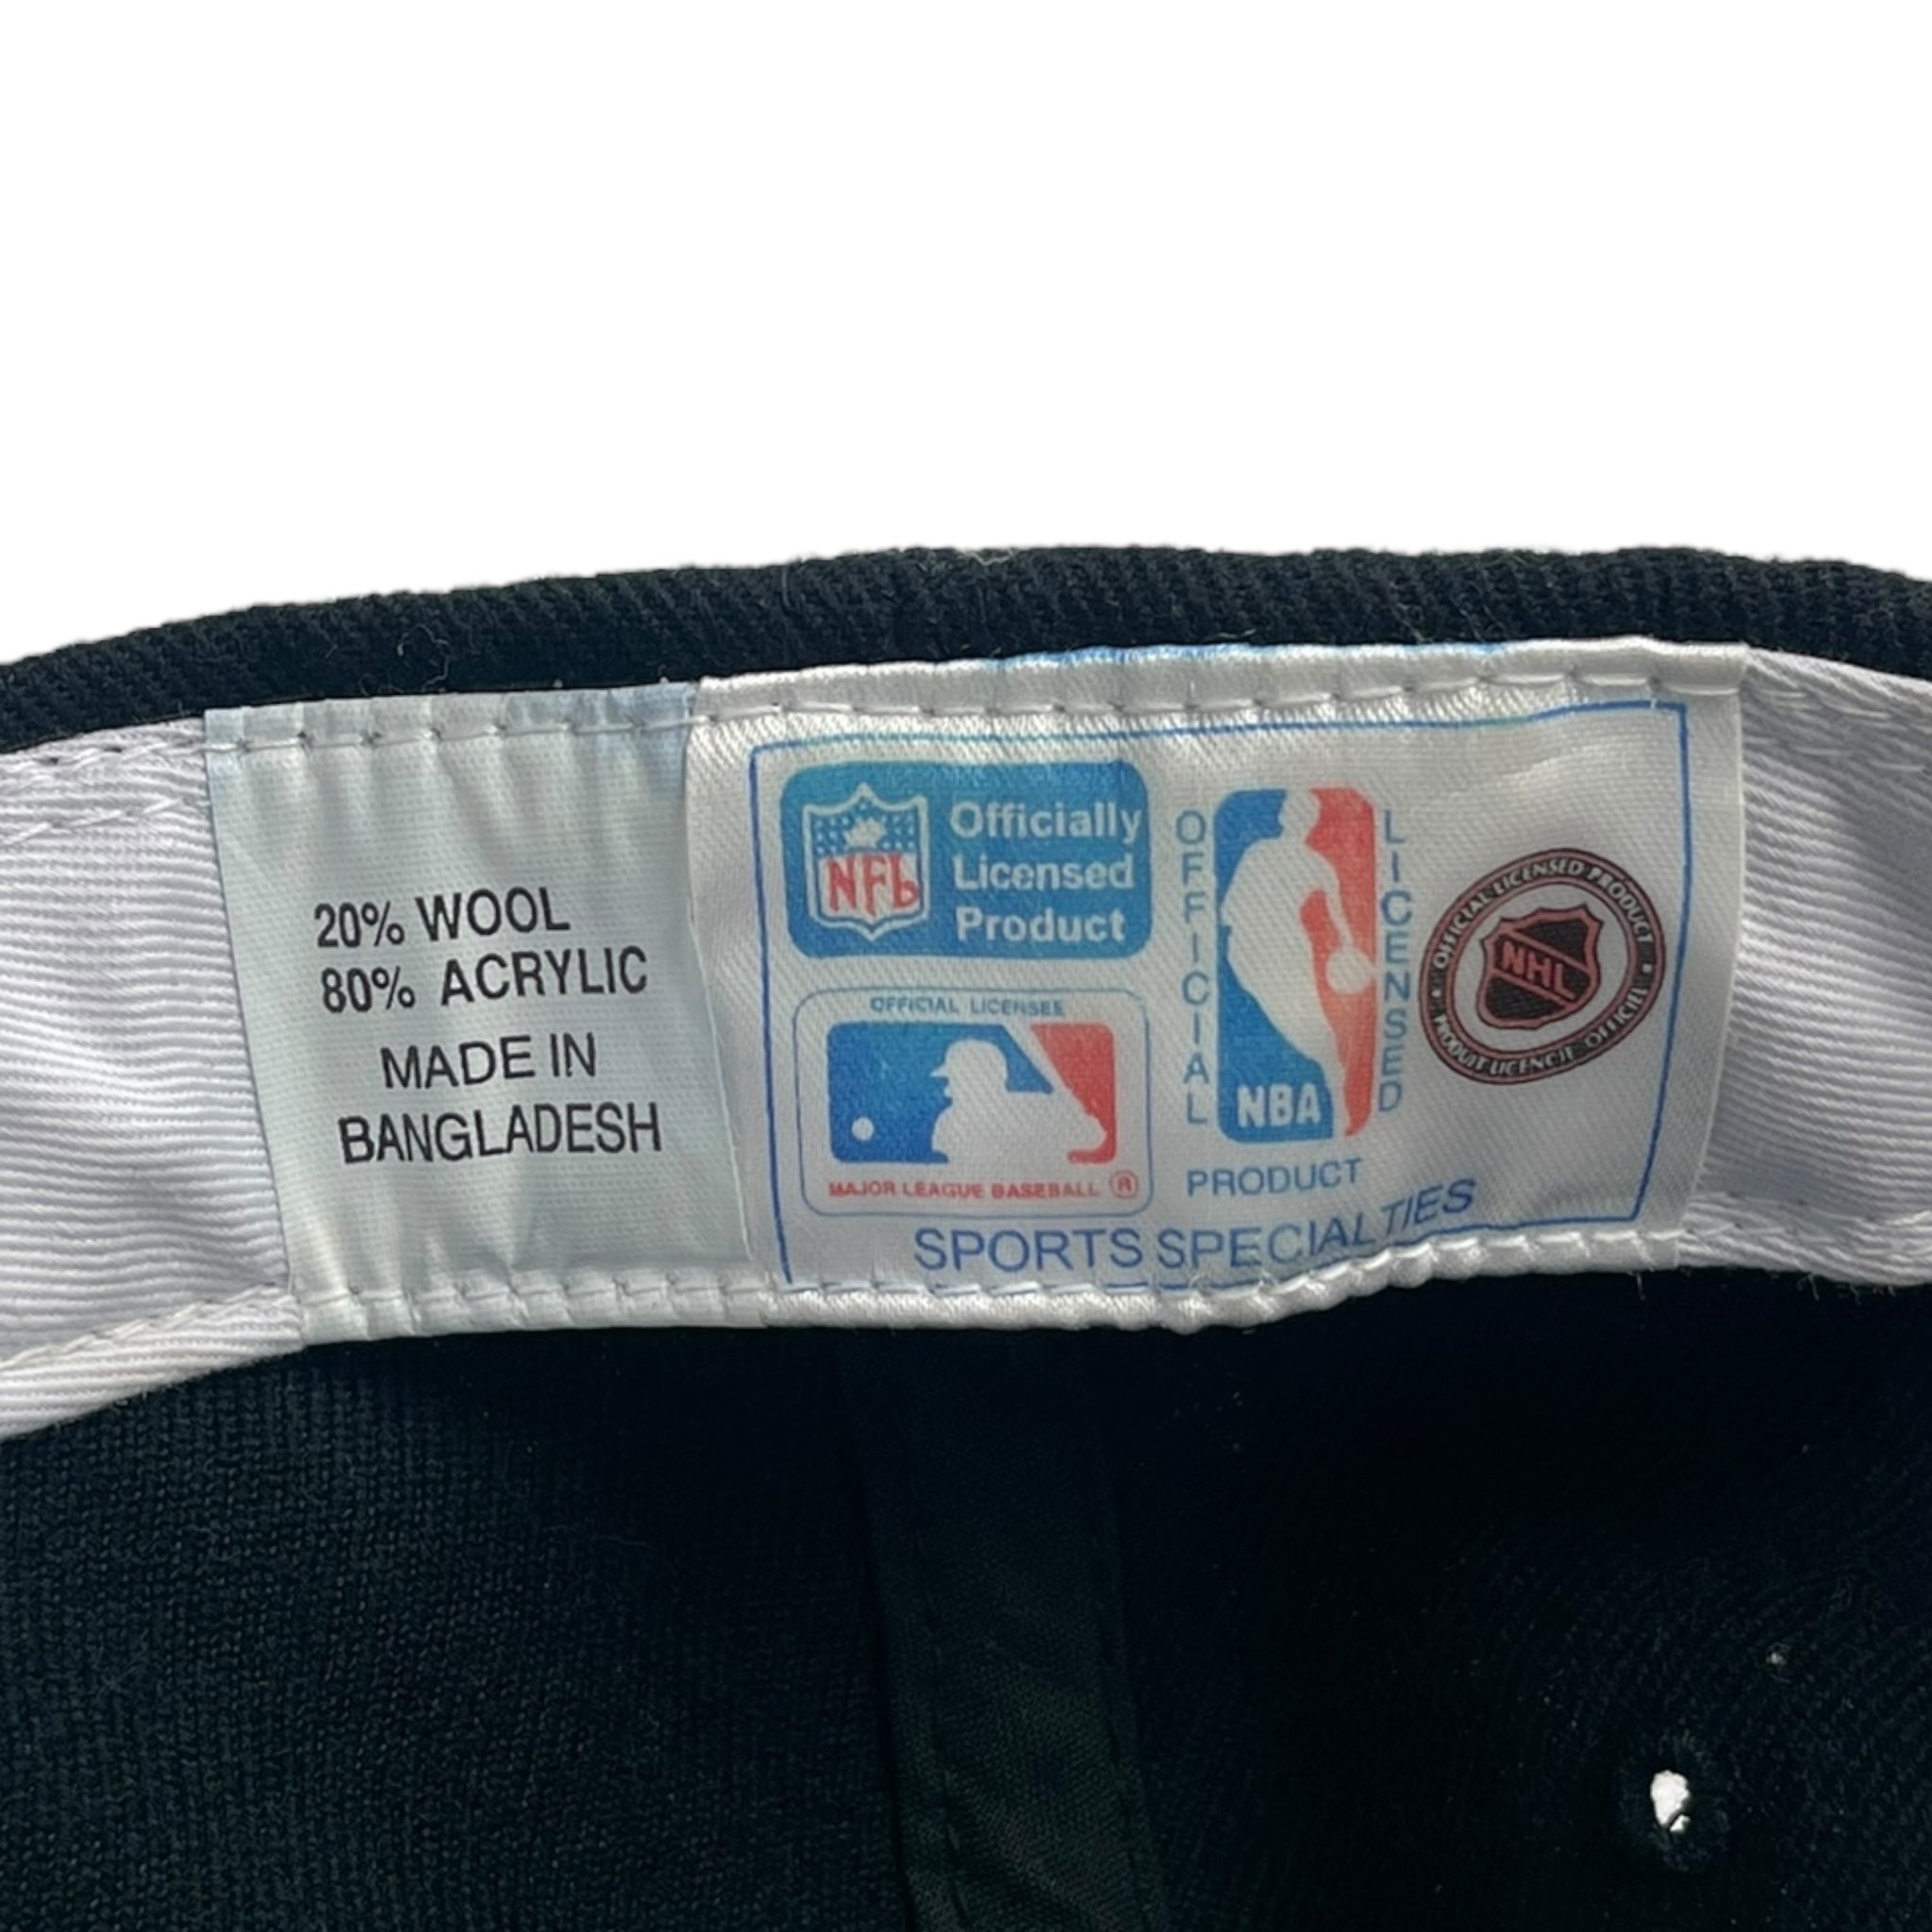 20% WOOL
80% ACRYLIC
MADE IN
BANGLADESH
NFL
Officially
Licensed
Product
OFFICIAL LICENSEE
MAJOR LEAGUE BASEBALL ®
OFFICIAL
LICENSED
NBA
PRODUCT
OFFICIAL LICENSED PRODUCT
NHL
PRODUIT LICENCIÉ OFFICIEL
SPORTS SPECIALTIES